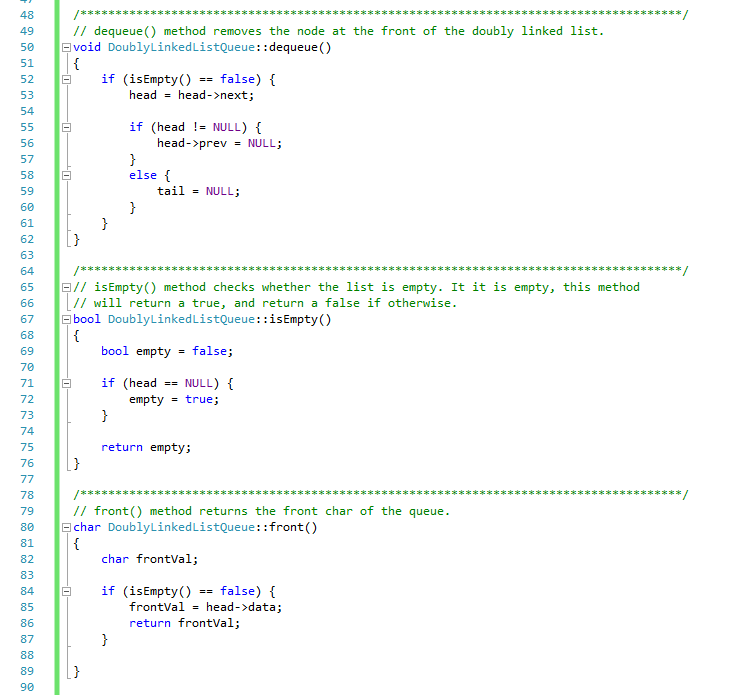 48 /**************************************************************************************/
49 // dequeue() method removes the node at the front of the doubly linked list.
50 void DoublyLinkedListQueue::dequeue()
51 {
52     if (isEmpty() == false) {
53         head = head->next;
54
55         if (head != NULL) {
56             head->prev = NULL;
57         }
58         else {
59             tail = NULL;
60         }
61     }
62 }
63
64 /**************************************************************************************/
65 // isEmpty() method checks whether the list is empty. It it is empty, this method
66 // will return a true, and return a false if otherwise.
67 bool DoublyLinkedListQueue::isEmpty()
68 {
69     bool empty = false;
70
71     if (head == NULL) {
72         empty = true;
73     }
74
75     return empty;
76 }
77
78 /**************************************************************************************/
79 // front() method returns the front char of the queue.
80 char DoublyLinkedListQueue::front()
81 {
82     char frontVal;
83
84     if (isEmpty() == false) {
85         frontVal = head->data;
86         return frontVal;
87     }
88
89 }
90